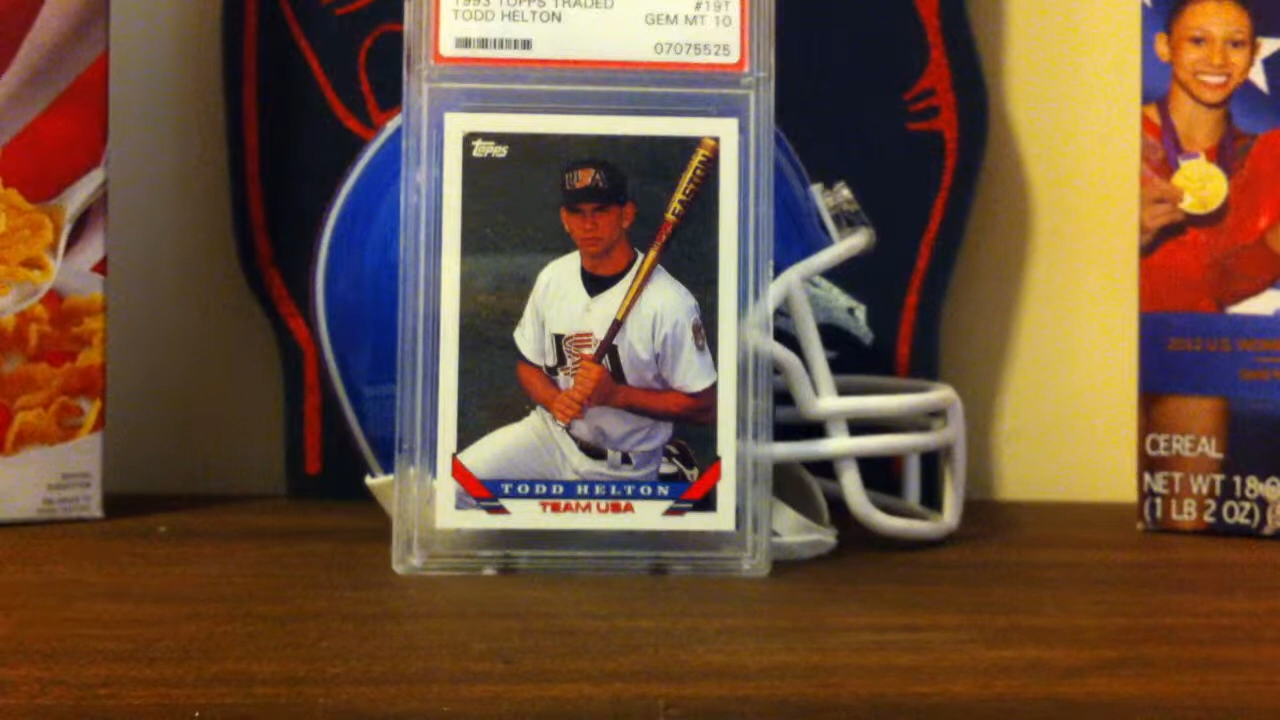 1993 TOPPS TRADED #19T
TODD HELTON GEM MT 10
07075525
Topps
USA
EASTON
USA
TODD HELTON
TEAM USA
CEREAL
NET WT 18
(1 LB 2 OZ)